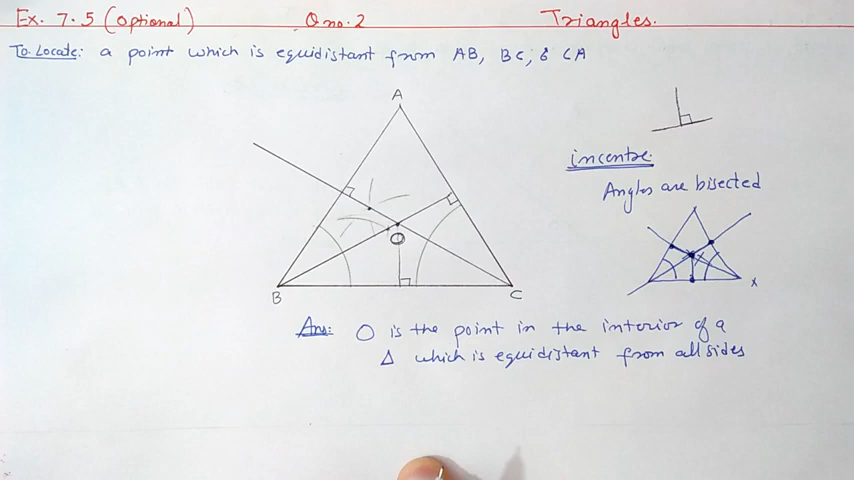 Ex. 7.5 (Optional) Q no. 2 Triangles.
To Locate: a point which is equidistant from AB, BC, & CA
A
incentre
Angles are bisected
O
B
C
x
Ans: O is the point in the interior of a
Δ which is equidistant from all sides